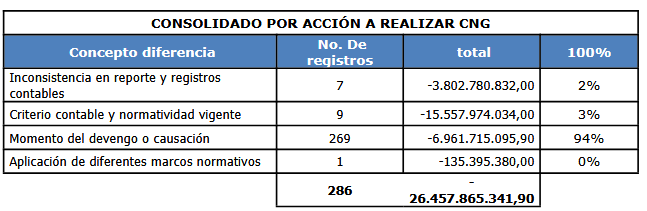 CONSOLIDADO POR ACCIÓN A REALIZAR CNG
Concepto diferencia No. De registros total 100%
Inconsistencia en reporte y registros contables 7 -3.802.780.832,00 2%
Criterio contable y normatividad vigente 9 -15.557.974.034,00 3%
Momento del devengo o causación 269 -6.961.715.095,90 94%
Aplicación de diferentes marcos normativos 1 -135.395.380,00 0%
286 -26.457.865.341,90